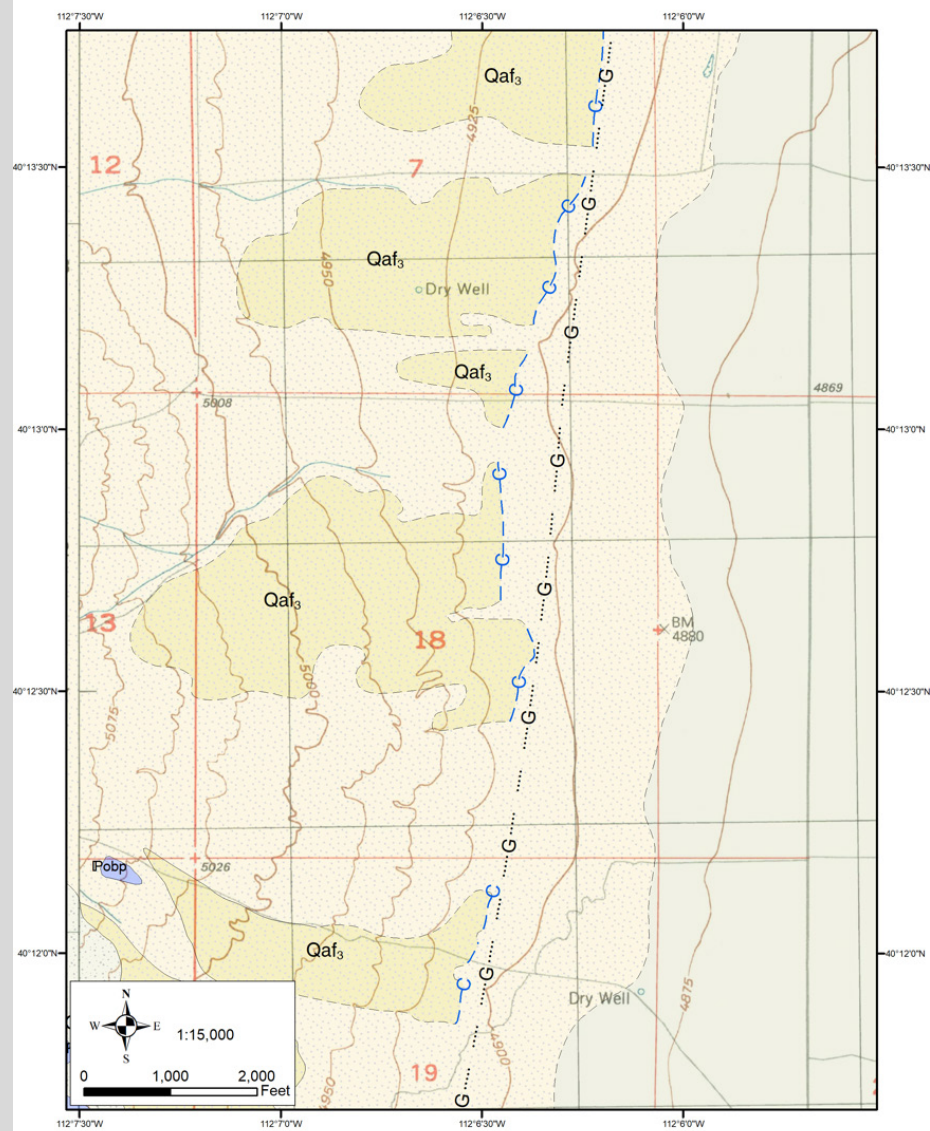 112°7'30"W 112°7'0"W 112°6'30"W 112°6'0"W
Qaf3
G
C
4925
40°13'30"N 12 7 40°13'30"N
C G
Qaf3
4950
Dry Well
C
G
Qaf3
C
5008
4869
40°13'0"N 40°13'0"N
G
C
C
G
Qaf3
13 18
BM
4880
5000
C
40°12'30"N 40°12'30"N
5075
G
G
Pobp
5026
C
Qaf3
40°12'0"N 40°12'0"N
G
C
Dry Well
4875
N
W E
S
1:15,000
0 1,000 2,000
Feet
4900
19
4950
G
112°7'30"W 112°7'0"W 112°6'30"W 112°6'0"W